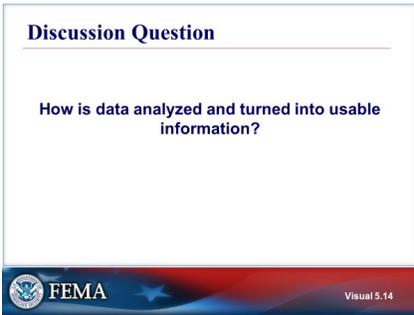 Discussion Question
How is data analyzed and turned into usable
information?
FEMA
Visual 5.14